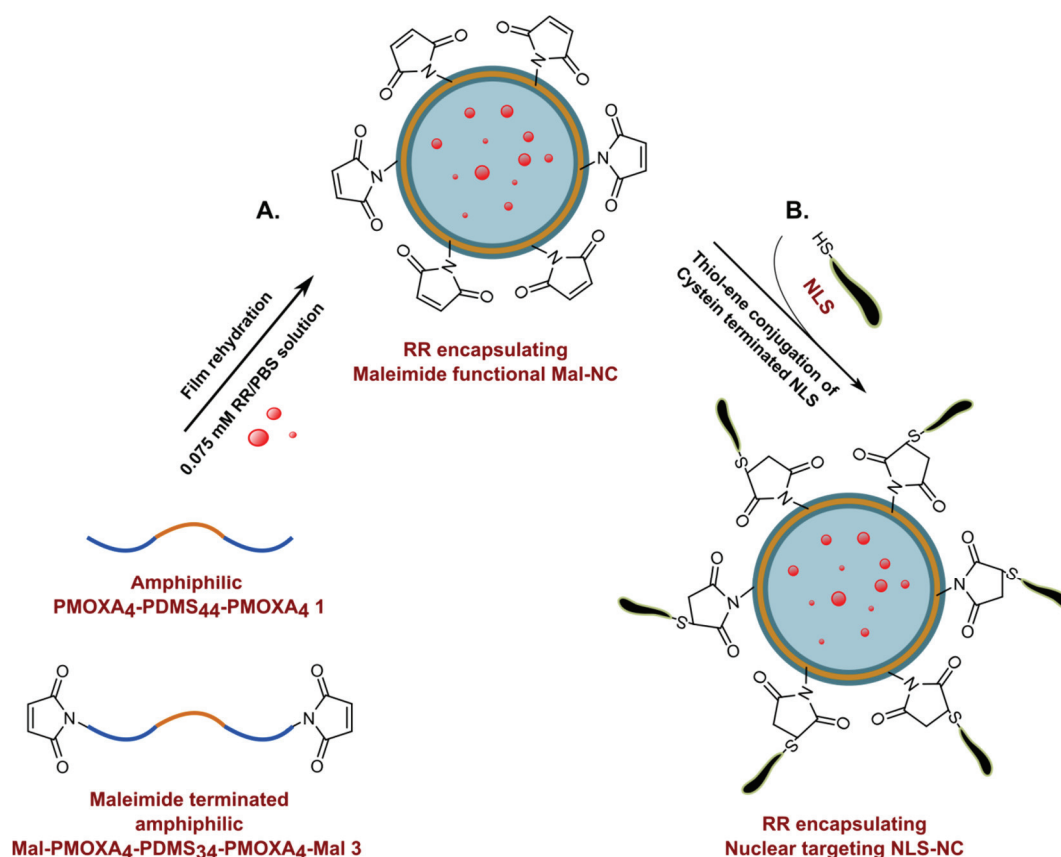 A.
Film rehydration
0.075 mM RR/PBS solution
RR encapsulating
Maleimide functional Mal-NC
B.
HS
NLS
Thiol-ene conjugation of
Cystein terminated NLS
Amphiphilic
PMOXA4-PDMS44-PMOXA4 1
Maleimide terminated
amphiphilic
Mal-PMOXA4-PDMS34-PMOXA4-Mal 3
RR encapsulating
Nuclear targeting NLS-NC
O
N
O
O
N
O
O
N
O
O
N
O
O
N
O
O
N
O
O
N
O
O
N
O
S
O
N
O
S
O
N
O
S
O
N
O
S
O
N
O
S
O
N
O
S
O
N
O